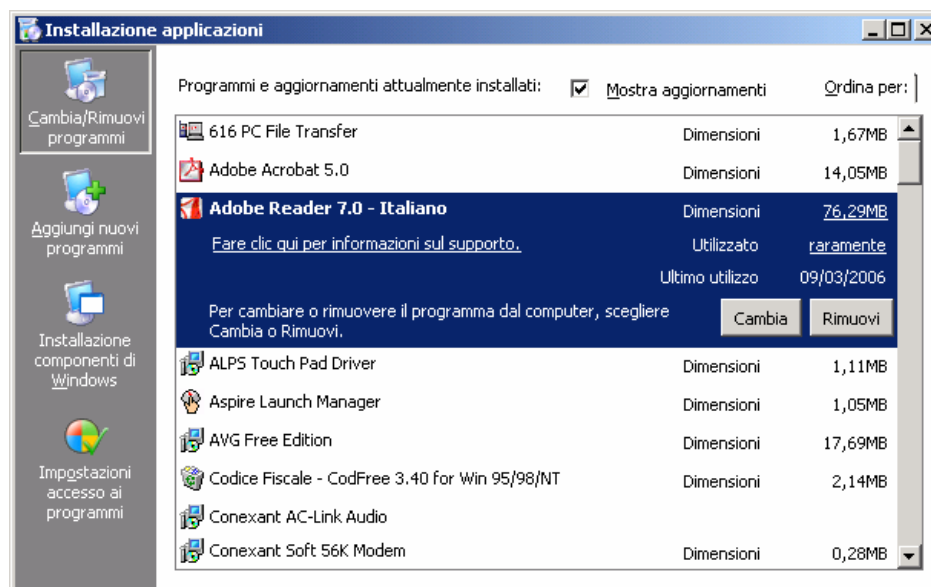 Installazione applicazioni
Cambia/Rimuovi
programmi
Aggiungi nuovi
programmi
Installazione
componenti di
Windows
Impostazioni
accesso ai
programmi
Programmi e aggiornamenti attualmente installati: Mostra aggiornamenti Ordina per:
616 PC File Transfer Dimensioni 1,67MB
Adobe Acrobat 5.0 Dimensioni 14,05MB
Adobe Reader 7.0 - Italiano Dimensioni 76,29MB
Fare clic qui per informazioni sul supporto. Utilizzato raramente
Ultimo utilizzo 09/03/2006
Per cambiare o rimuovere il programma dal computer, scegliere
Cambia o Rimuovi. Cambia Rimuovi
ALPS Touch Pad Driver Dimensioni 1,11MB
Aspire Launch Manager Dimensioni 1,05MB
AVG Free Edition Dimensioni 17,69MB
Codice Fiscale - CodFree 3.40 for Win 95/98/NT Dimensioni 2,14MB
Conexant AC-Link Audio
Conexant Soft 56K Modem Dimensioni 0,28MB